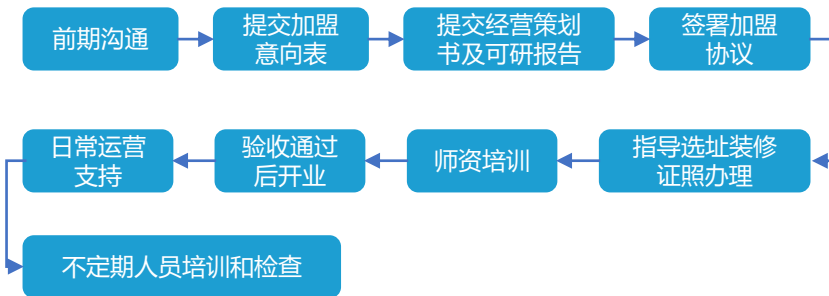 前期沟通
提交加盟
意向表
提交经营策划
书及可研报告
签署加盟
协议
指导选址装修
证照办理
师资培训
验收通过
后开业
日常运营
支持
不定期人员培训和检查